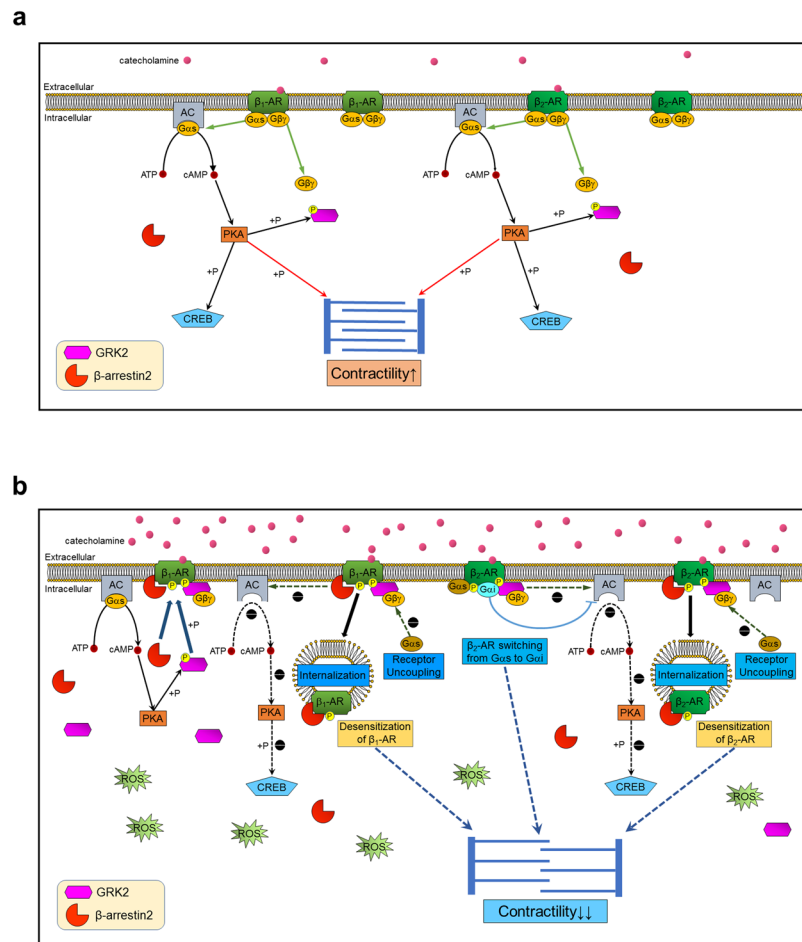 a
catecholamine
Extracellular
Intracellular
β1-AR
β1-AR
β2-AR
β2-AR
AC
AC
Gαs
Gαs Gβγ
Gαs Gβγ
Gαs
Gαs Gβγ
Gαs Gβγ
ATP
cAMP
Gβγ
ATP
cAMP
Gβγ
P
+P
PKA
+P
+P
P
+P
PKA
+P
+P
CREB
CREB
GRK2
β-arrestin2
Contractility↑
b
catecholamine
Extracellular
Intracellular
β1-AR
β1-AR
β2-AR
β2-AR
AC
AC
AC
AC
P
P
P
P
P
P
P
P
Gαs
Gβγ
Gβγ
Gαs
Gαi
Gβγ
Gβγ
+P
ATP
cAMP
P
ATP
cAMP
Gαs
Receptor
Uncoupling
β2-AR switching
from Gαs to Gαi
ATP
cAMP
Gαs
Receptor
Uncoupling
Internalization
Internalization
+P
PKA
PKA
β1-AR
P
PKA
β2-AR
P
+P
Desensitization
of β1-AR
+P
Desensitization
of β2-AR
CREB
CREB
ROS
ROS
ROS
ROS
ROS
ROS
GRK2
β-arrestin2
Contractility↓↓